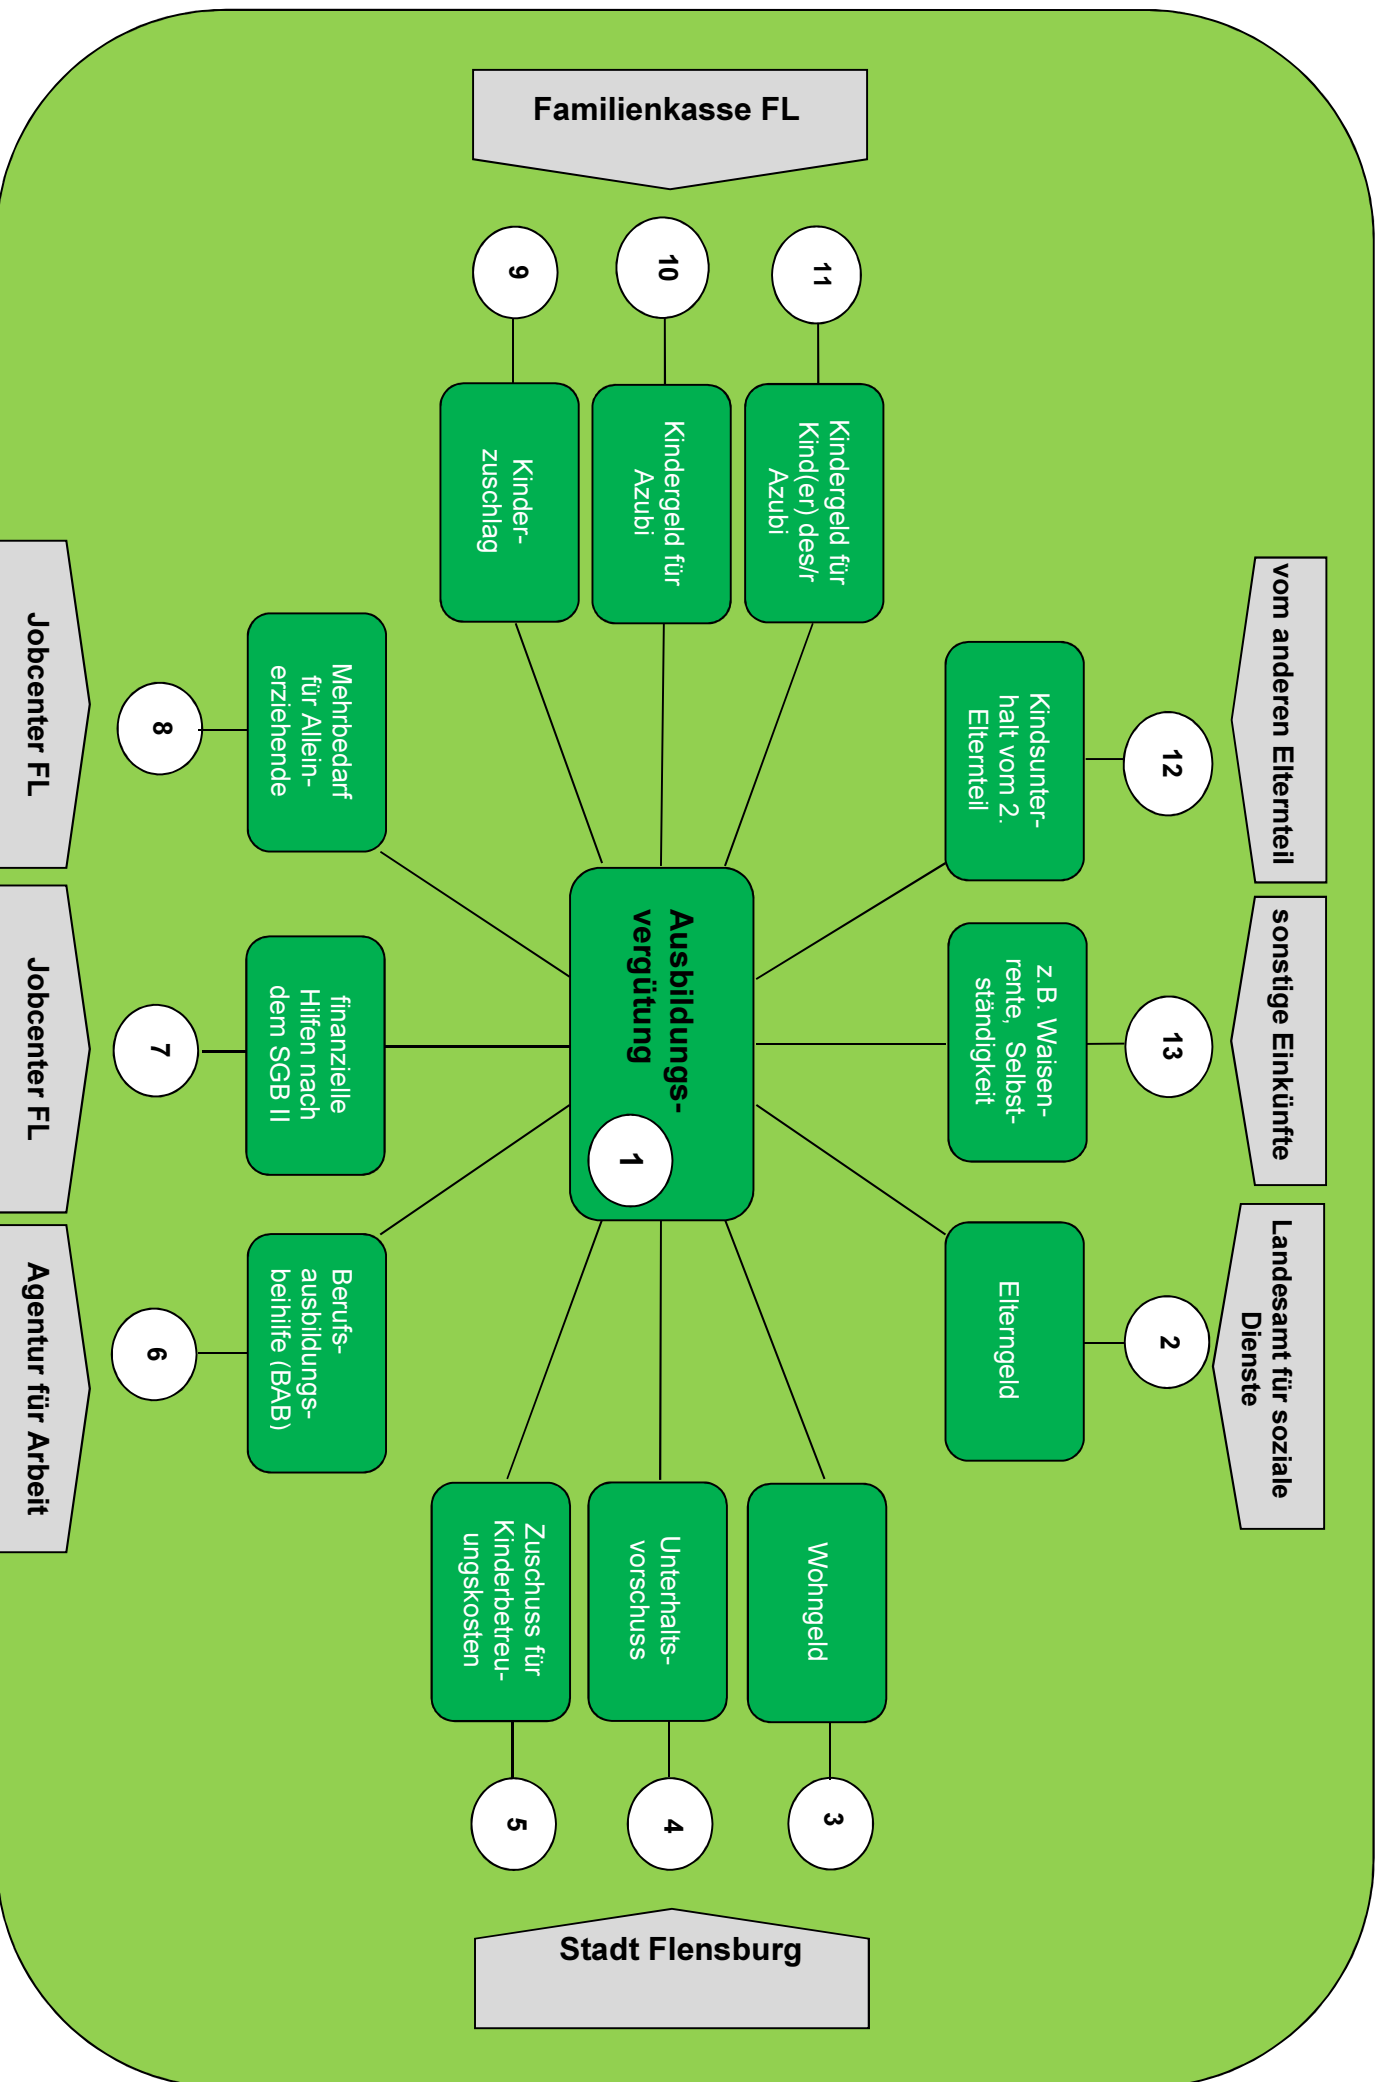 vom anderen Elternteil
sonstige Einkünfte
Landesamt für soziale
Dienste
12
13
2
Kindsunter-
halt vom 2.
Elternteil
z.B. Waisen-
rente, Selbst-
ständigkeit
Elterngeld
Familienkasse FL
11
Kindergeld für
Kind(er) des/r
Azubi
10
Kindergeld für
Azubi
9
Kinder-
zuschlag
Ausbildungs-
vergütung
1
Wohngeld
3
Unterhalts-
vorschuss
4
Zuschuss für
Kinderbetreu-
ungskosten
5
Stadt Flensburg
Mehrbedarf
für Allein-
erziehende
finanzielle
Hilfen nach
dem SGB II
Berufs-
ausbildungs-
beihilfe (BAB)
8
7
6
Jobcenter FL
Jobcenter FL
Agentur für Arbeit